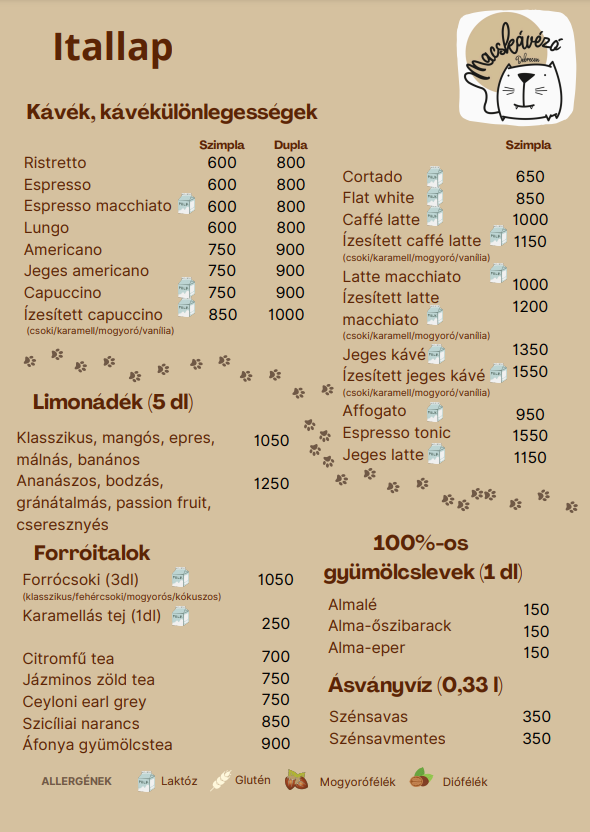 Itallap
Macskávézó
Debrecen
Kávék, kávékülönlegességek
Szimpla Dupla
Ristretto 600 800
Espresso 600 800
Espresso macchiato 600 800
Lungo 600 800
Americano 750 900
Jeges americano 750 900
Capuccino 750 900
Ízesített capuccino 850 1000
(csoki/karamell/mogyoró/vanília)
Szimpla
Cortado 650
Flat white 850
Caffé latte 1000
Ízesített caffé latte 1150
(csoki/karamell/mogyoró/vanília)
Latte macchiato 1000
Ízesített latte 1200
macchiato
(csoki/karamell/mogyoró/vanília)
Jeges kávé 1350
Ízesített jeges kávé 1550
(csoki/karamell/mogyoró/vanília)
Affogato 950
Espresso tonic 1550
Jeges latte 1150
Limonádék (5 dl)
Klasszikus, mangós, epres, 1050
málnás, banános
Ananászos, bodzás, 1250
gránátalmás, passion fruit,
cseresznyés
Forróitalok
Forrócsoki (3dl) 1050
(klasszikus/fehércsoki/mogyorós/kókuszos)
Karamellás tej (1dl) 250
Citromfű tea 700
Jázminos zöld tea 750
Ceyloni earl grey 750
Szicíliai narancs 850
Áfonya gyümölcstea 900
100%-os
gyümölcslevek (1 dl)
Almalé 150
Alma-őszibarack 150
Alma-eper 150
Ásványvíz (0,33 l)
Szénsavas 350
Szénsavmentes 350
ALLERGÉNEK Laktóz Glutén Mogyorófélék Diófélék